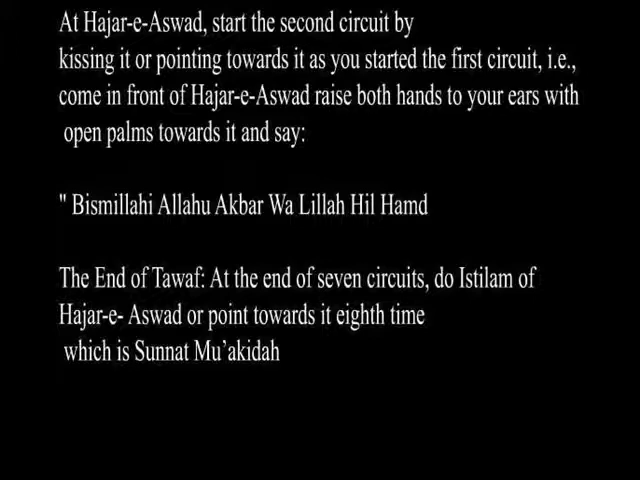 At Hajar-e-Aswad, start the second circuit by
kissing it or pointing towards it as you started the first circuit, i.e.,
come in front of Hajar-e-Aswad raise both hands to your ears with
open palms towards it and say:
" Bismillahi Allahu Akbar Wa Lillah Hil Hamd
The End of Tawaf: At the end of seven circuits, do Istilam of
Hajar-e- Aswad or point towards it eighth time
which is Sunnat Mu’akidah